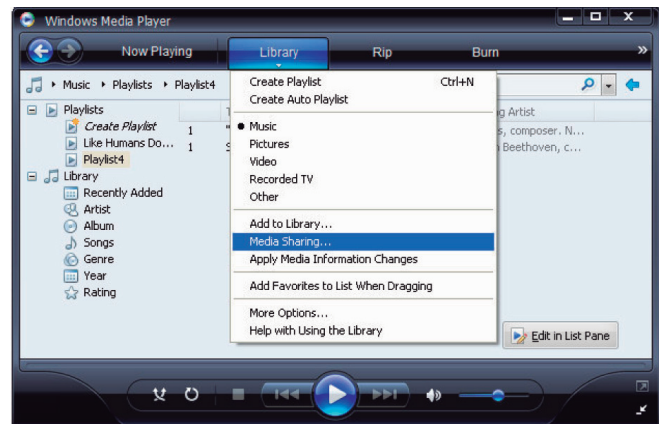 Windows Media Player
Now Playing
Library
Rip
Burn
»
Music ▸ Playlists ▸ Playlist4
Create Playlist Ctrl+N
Create Auto Playlist
Music
Pictures
Video
Recorded TV
Other
Add to Library...
Media Sharing...
Apply Media Information Changes
Add Favorites to List When Dragging
More Options...
Help with Using the Library
Playlists
Create Playlist
Like Humans Do...
Playlist4
Library
Recently Added
Artist
Album
Songs
Genre
Year
Rating
1
1
Artist
composer. N...
Beethoven, c...
Edit in List Pane